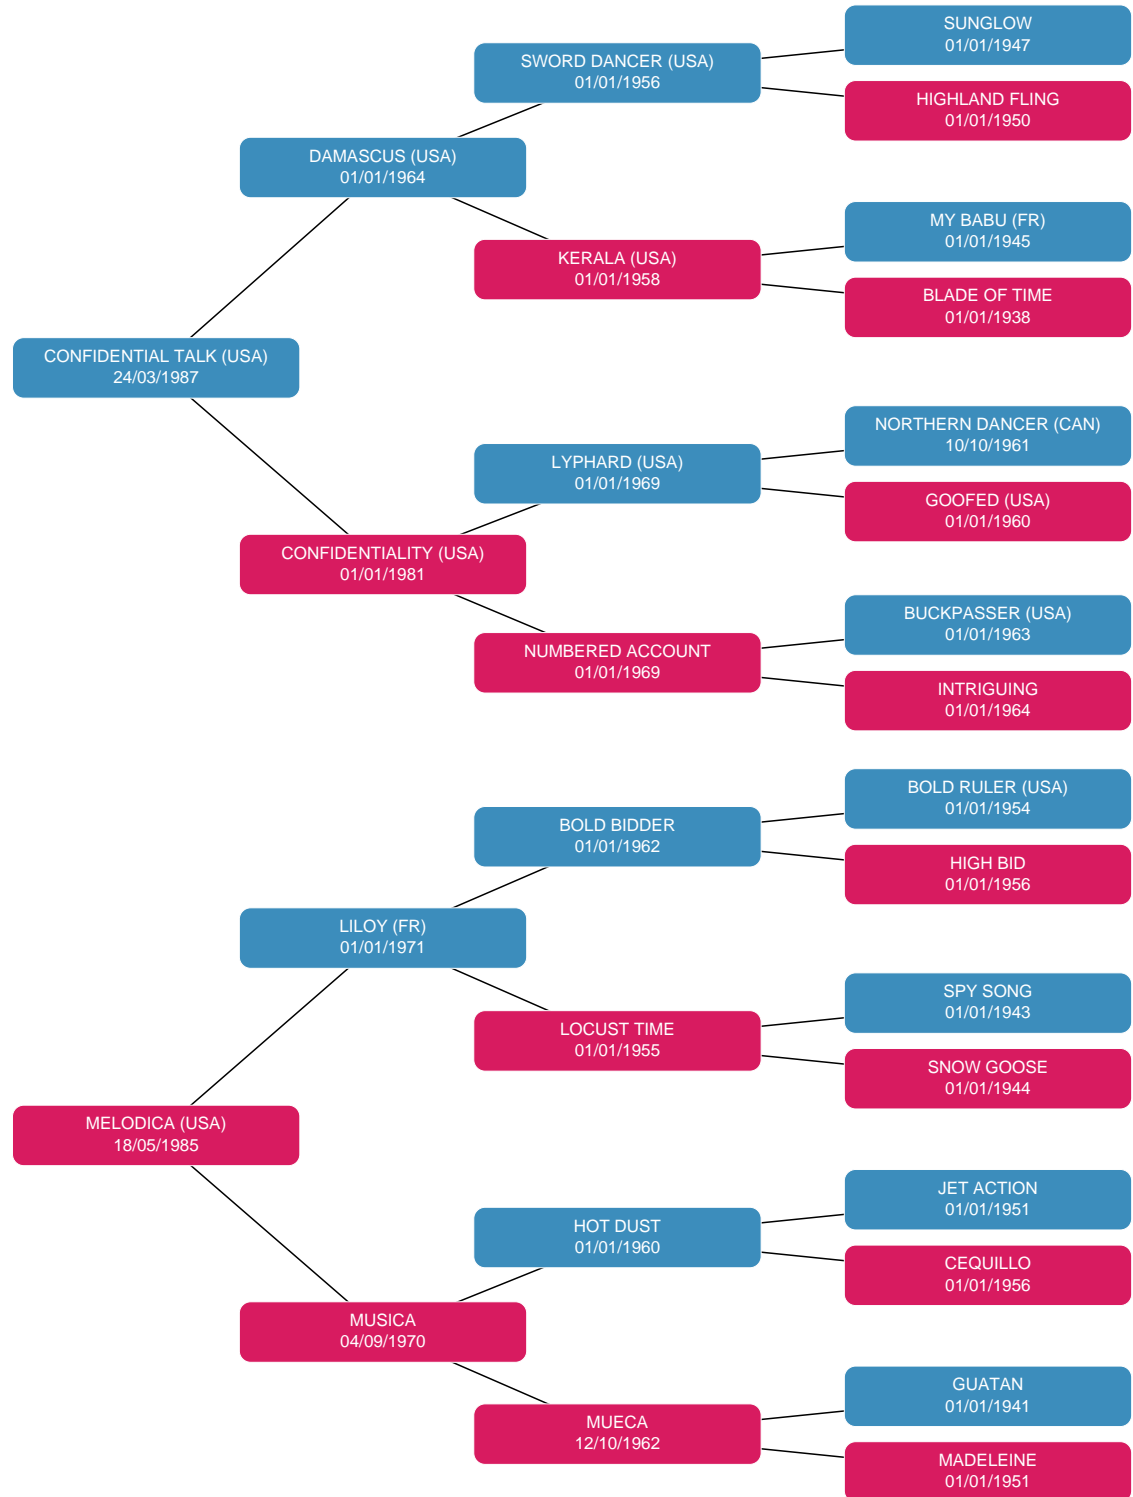 SUNGLOW
01/01/1947
SWORD DANCER (USA)
01/01/1956
HIGHLAND FLING
01/01/1950
DAMASCUS (USA)
01/01/1964
MY BABU (FR)
01/01/1945
KERALA (USA)
01/01/1958
BLADE OF TIME
01/01/1938
CONFIDENTIAL TALK (USA)
24/03/1987
NORTHERN DANCER (CAN)
10/10/1961
LYPHARD (USA)
01/01/1969
GOOFED (USA)
01/01/1960
CONFIDENTIALITY (USA)
01/01/1981
BUCKPASSER (USA)
01/01/1963
NUMBERED ACCOUNT
01/01/1969
INTRIGUING
01/01/1964
BOLD RULER (USA)
01/01/1954
BOLD BIDDER
01/01/1962
HIGH BID
01/01/1956
LILOY (FR)
01/01/1971
SPY SONG
01/01/1943
LOCUST TIME
01/01/1955
SNOW GOOSE
01/01/1944
MELODICA (USA)
18/05/1985
JET ACTION
01/01/1951
HOT DUST
01/01/1960
CEQUILLO
01/01/1956
MUSICA
04/09/1970
GUATAN
01/01/1941
MUECA
12/10/1962
MADELEINE
01/01/1951